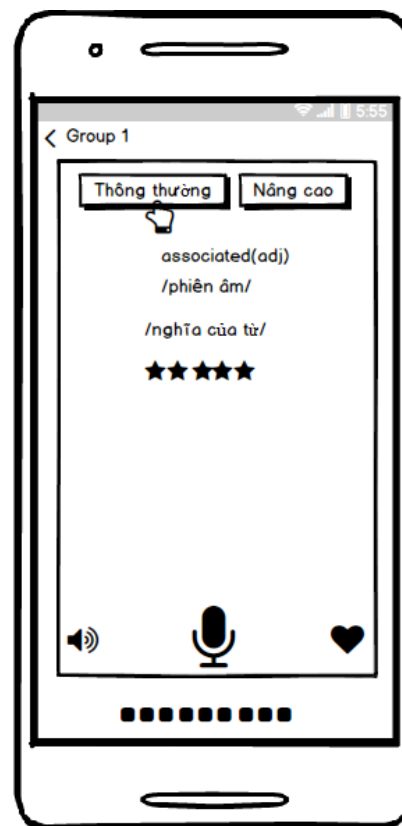 5:55
Group 1
Thông thường Nâng cao
associated(adj)
/phiên âm/
/nghĩa của từ/